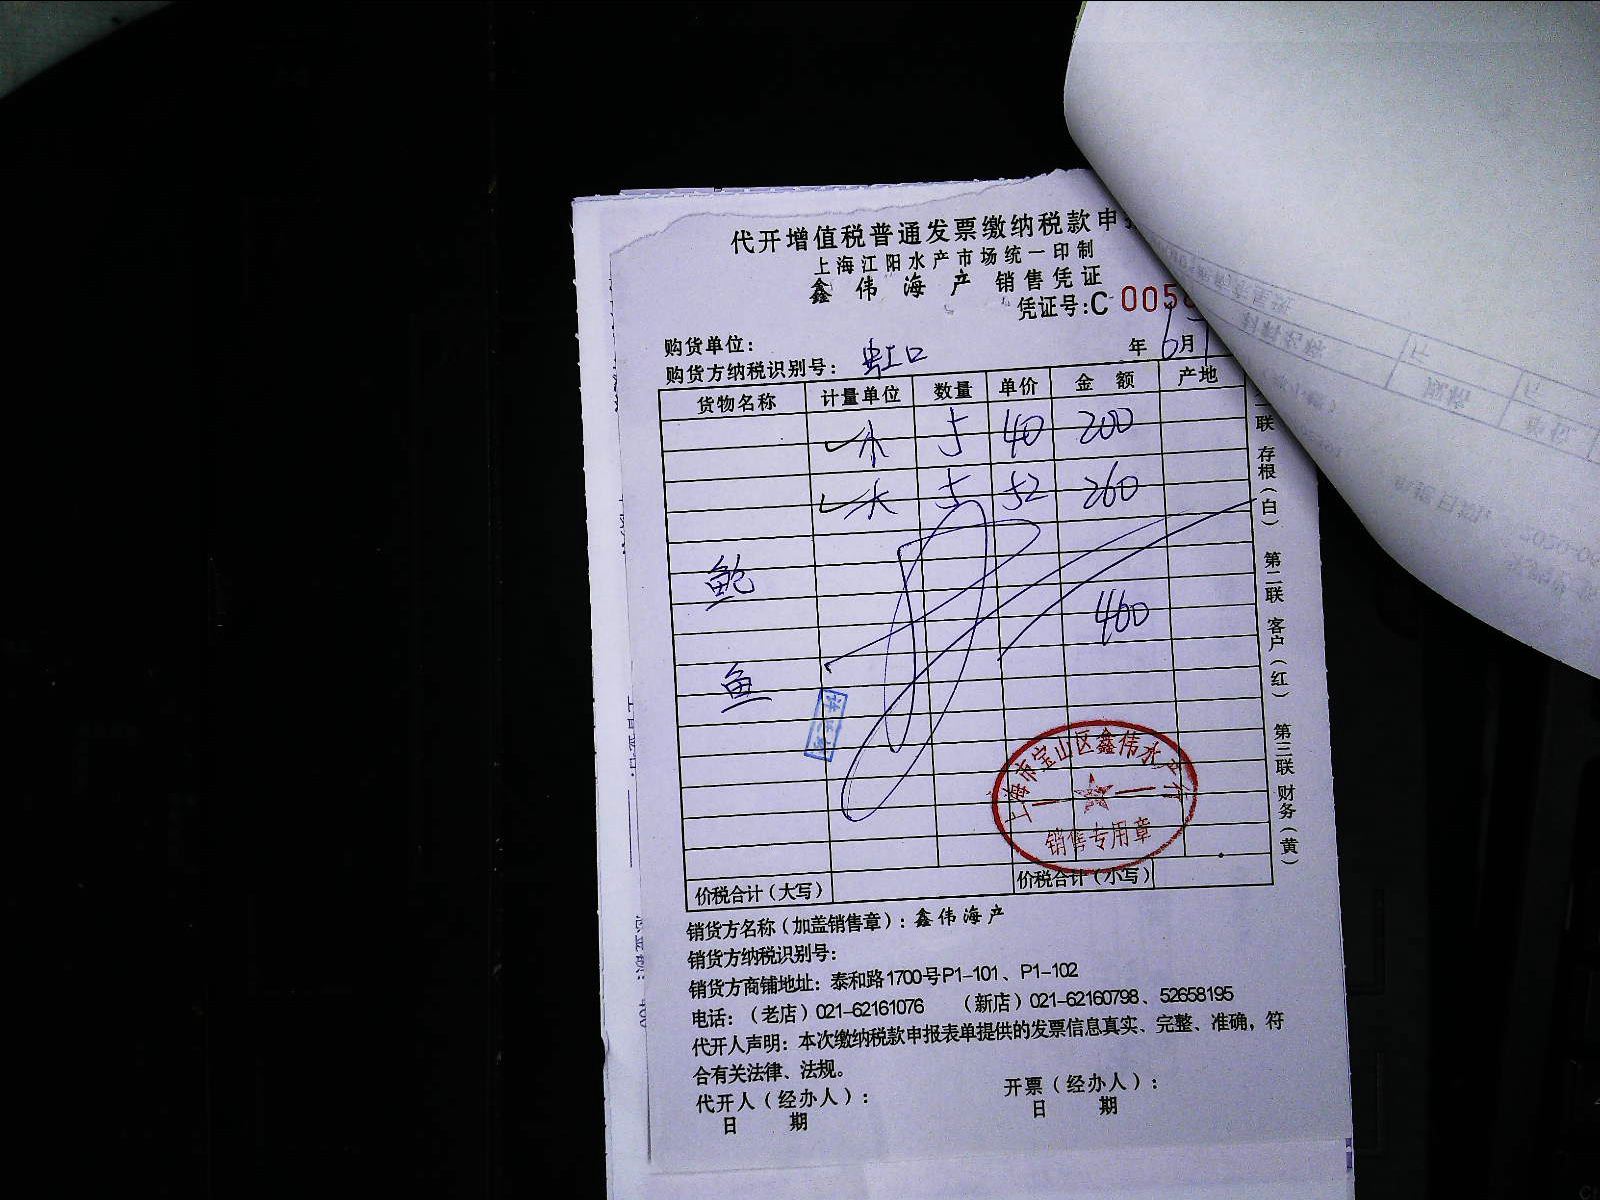 代开增值税普通发票缴纳税款申
上海江阳水产市场统一印制
鑫伟海产 销售凭证
凭证号:C 005
购货单位:
年6月
购货方纳税识别号: 虹口
货物名称 计量单位 数量 单价 金额 产地
5 40 200
5 52 260
鲍
460
鱼
上海市宝山区鑫伟水产行
销售专用章
价税合计(大写) 价税合计(小写)
联 存根(白) 第二联 客户(红) 第三联 财务(黄)
销货方名称(加盖销售章):鑫伟海产
销货方纳税识别号:
销货方商铺地址:泰和路1700号P1-101、P1-102
电话:(老店)021-62161076 (新店)021-62160798、52658195
代开人声明:本次缴纳税款申报表单提供的发票信息真实、完整、准确,符
合有关法律、法规。
代开人(经办人): 开票(经办人):
日 期 日 期